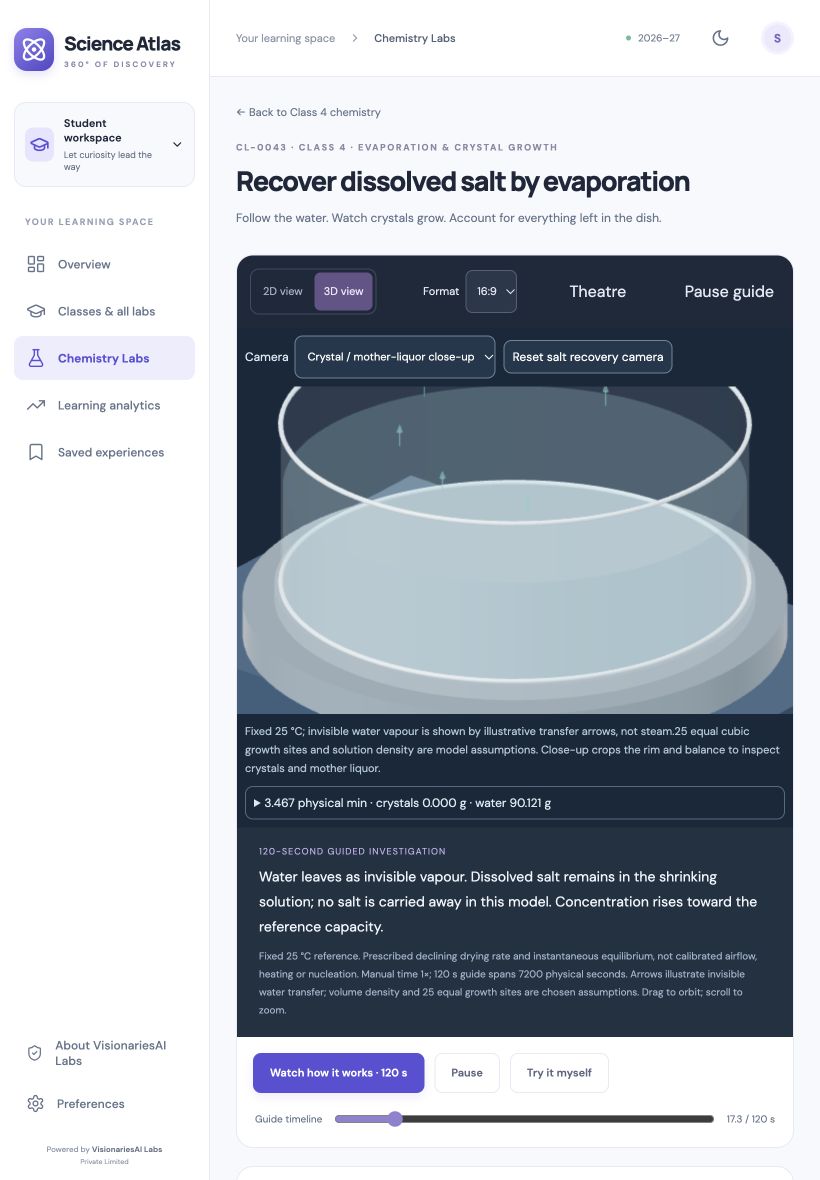 Science Atlas
360° OF DISCOVERY
Student
workspace
Let curiosity lead the
way
YOUR LEARNING SPACE
Overview
Classes & all labs
Chemistry Labs
Learning analytics
Saved experiences
About VisionariesAI
Labs
Preferences
Powered by VisionariesAI Labs
Private Limited
Your learning space > Chemistry Labs
2026–27
S
← Back to Class 4 chemistry
CL-0043 · CLASS 4 · EVAPORATION & CRYSTAL GROWTH
Recover dissolved salt by evaporation
Follow the water. Watch crystals grow. Account for everything left in the dish.
2D view 3D view Format 16:9 Theatre Pause guide
Camera Crystal / mother-liquor close-up Reset salt recovery camera
Fixed 25 °C; invisible water vapour is shown by illustrative transfer arrows, not steam.25 equal cubic
growth sites and solution density are model assumptions. Close-up crops the rim and balance to inspect
crystals and mother liquor.
▶ 3.467 physical min · crystals 0.000 g · water 90.121 g
120-SECOND GUIDED INVESTIGATION
Water leaves as invisible vapour. Dissolved salt remains in the shrinking
solution; no salt is carried away in this model. Concentration rises toward the
reference capacity.
Fixed 25 °C reference. Prescribed declining drying rate and instantaneous equilibrium, not calibrated airflow,
heating or nucleation. Manual time 1×; 120 s guide spans 7200 physical seconds. Arrows illustrate invisible
water transfer; volume density and 25 equal growth sites are chosen assumptions. Drag to orbit; scroll to
zoom.
Watch how it works · 120 s Pause Try it myself
Guide timeline 17.3 / 120 s